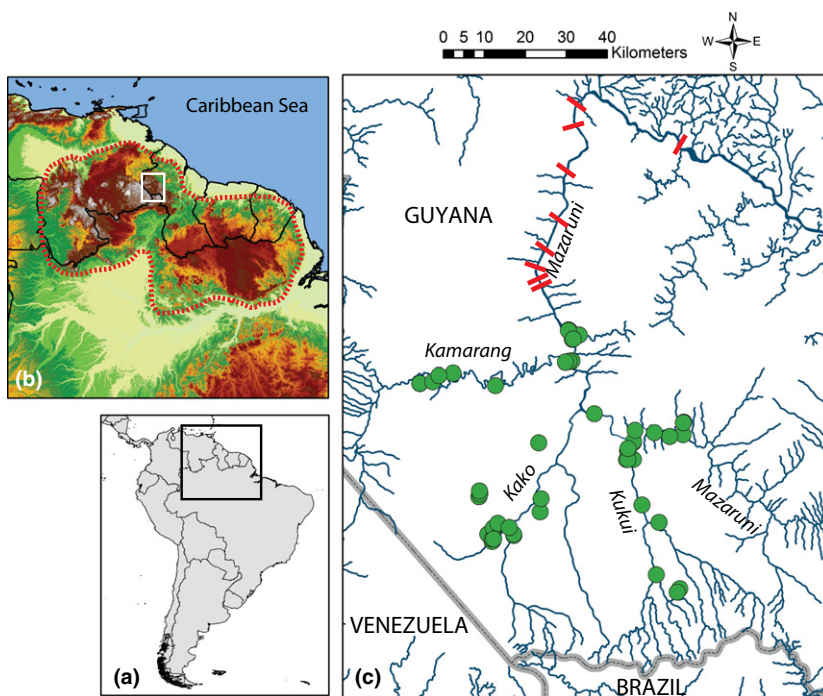 N
W E
S
0 5 10 20 30 40
Kilometers
Caribbean Sea
(b)
(a)
GUYANA
Mazaruni
Kamarang
Kako
Kukui
Mazaruni
VENEZUELA
BRAZIL
(c)